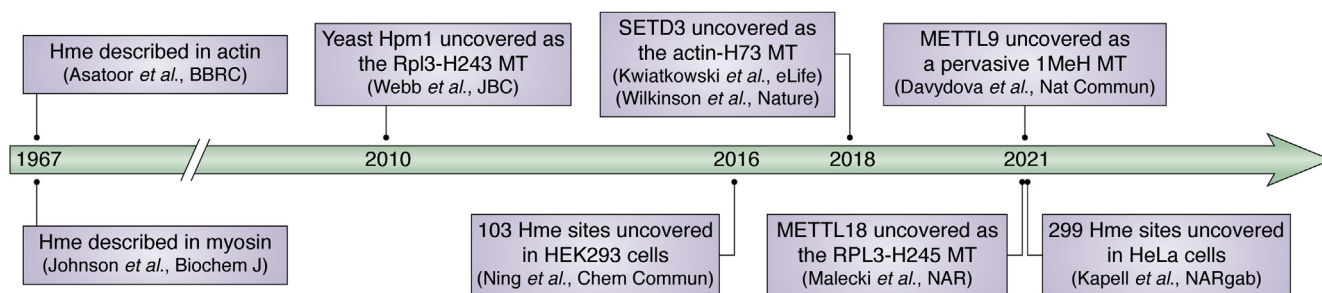 Hme described in actin
(Asatoor et al., BBRC)
Yeast Hpm1 uncovered as
the Rpl3-H243 MT
(Webb et al., JBC)
SETD3 uncovered as
the actin-H73 MT
(Kwiatkowski et al., eLife)
(Wilkinson et al., Nature)
METTL9 uncovered as
a pervasive 1MeH MT
(Davydova et al., Nat Commun)
1967
2010
2016
2018
2021
Hme described in myosin
(Johnson et al., Biochem J)
103 Hme sites uncovered
in HEK293 cells
(Ning et al., Chem Commun)
METTL18 uncovered as
the RPL3-H245 MT
(Malecki et al., NAR)
299 Hme sites uncovered
in HeLa cells
(Kapell et al., NARgab)